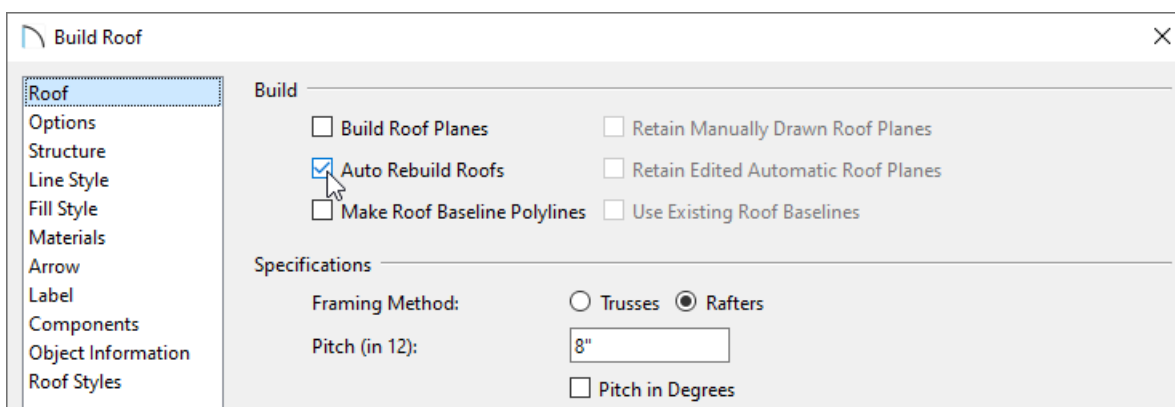 Build Roof
Roof
Options
Structure
Line Style
Fill Style
Materials
Arrow
Label
Components
Object Information
Roof Styles
Build
Build Roof Planes
Retain Manually Drawn Roof Planes
Auto Rebuild Roofs
Retain Edited Automatic Roof Planes
Make Roof Baseline Polylines
Use Existing Roof Baselines
Specifications
Framing Method: Trusses Rafters
Pitch (in 12): 8"
Pitch in Degrees